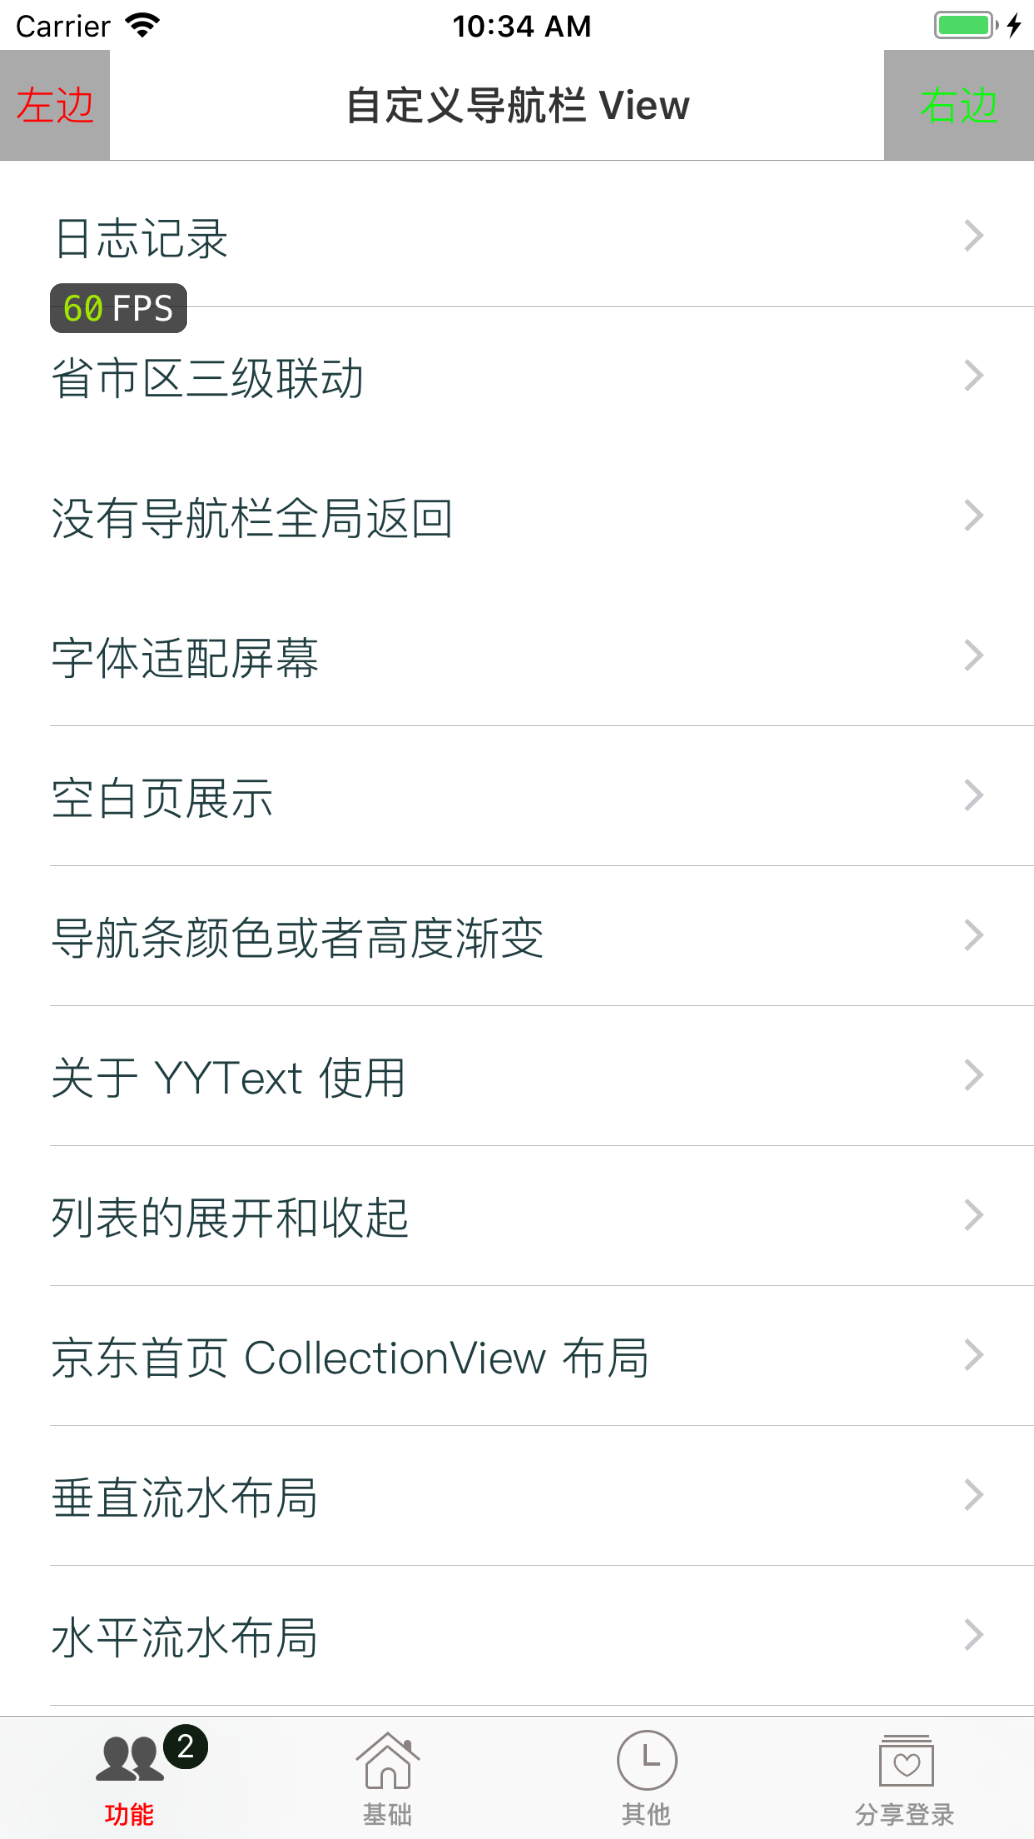 Carrier 10:34 AM
左边 自定义导航栏 View 右边
日志记录
60 FPS
省市区三级联动
没有导航栏全局返回
字体适配屏幕
空白页展示
导航条颜色或者高度渐变
关于 YYText 使用
列表的展开和收起
京东首页 CollectionView 布局
垂直流水布局
水平流水布局
2
功能 基础 其他 分享登录